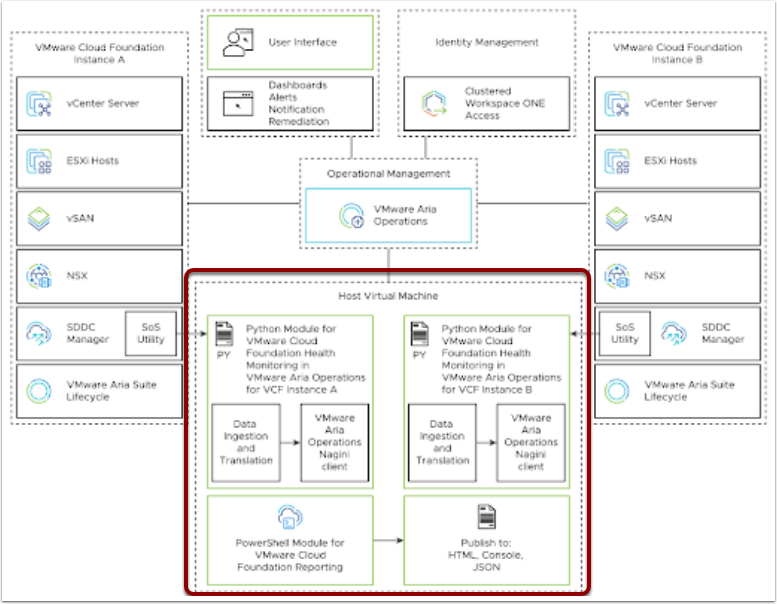 VMware Cloud Foundation
Instance A
vCenter Server
ESXi Hosts
vSAN
NSX
SDDC
Manager
SoS
Utility
VMware Aria Suite
Lifecycle
User Interface
Dashboards
Alerts
Notification
Remediation
Identity Management
Clustered
Workspace ONE
Access
Operational Management
VMware Aria
Operations
VMware Cloud Foundation
Instance B
vCenter Server
ESXi Hosts
vSAN
NSX
SoS
Utility
SDDC
Manager
VMware Aria Suite
Lifecycle
Host Virtual Machine
PY
Python Module for
VMware Cloud
Foundation Health
Monitoring in
VMware Aria Operations
for VCF Instance A
Data
Ingestion
and
Translation
VMware
Aria
Operations
Nagini
client
PY
Python Module for
VMware Cloud
Foundation Health
Monitoring in
VMware Aria Operations
for VCF Instance B
Data
Ingestion
and
Translation
VMware
Aria
Operations
Nagini
client
PowerShell Module for
VMware Cloud
Foundation Reporting
Publish to:
HTML, Console,
JSON